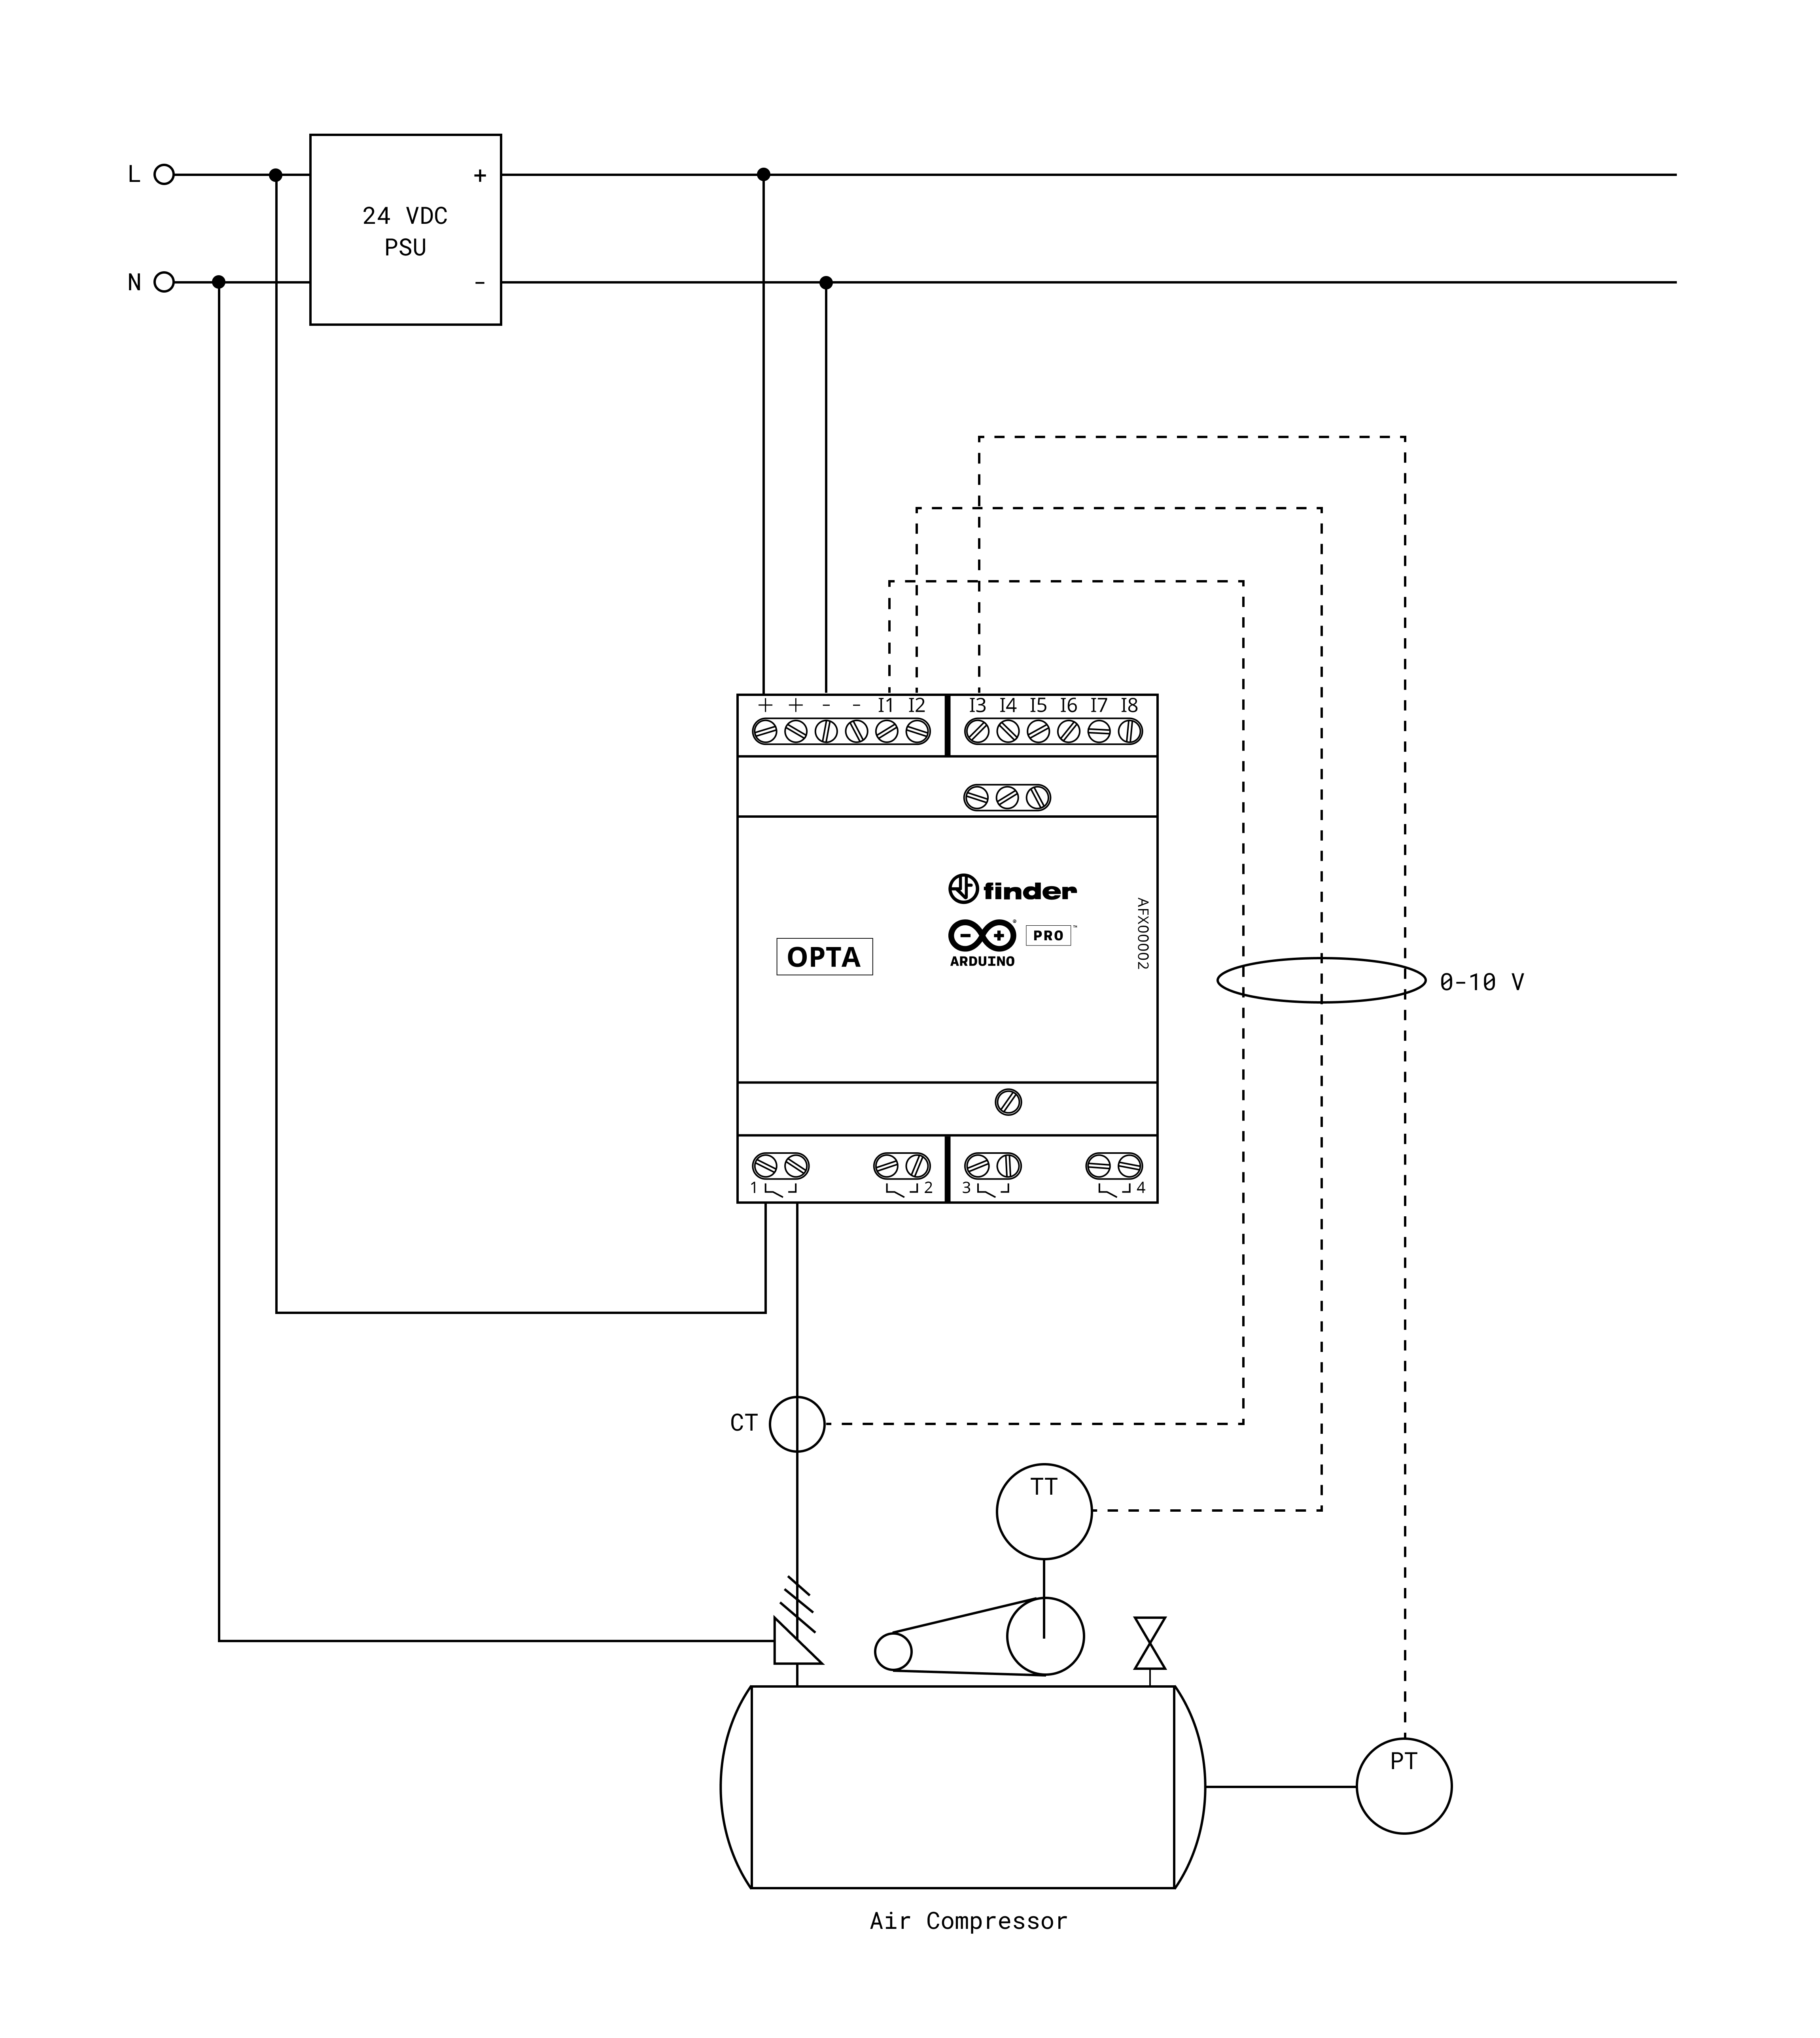 L
+
24 VDC
PSU
N
-
+ + - - I1 I2 I3 I4 I5 I6 I7 I8
finder
OPTA
PRO™
®
ARDUINO
AFX00002
0-10 V
1 2 3 4
CT
TT
PT
Air Compressor